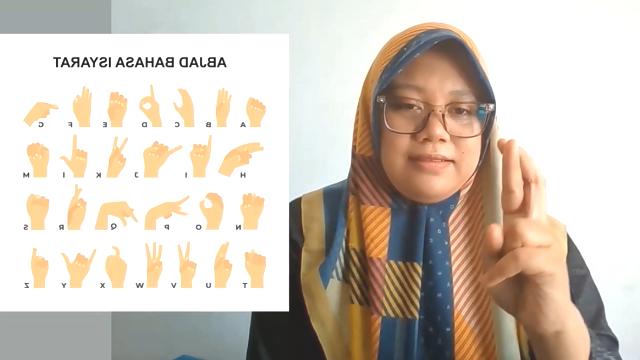 ABJAD BAHASA ISYARAT
A B C D E F G
H I J K L M
N O P Q R S
T U V W X Y Z